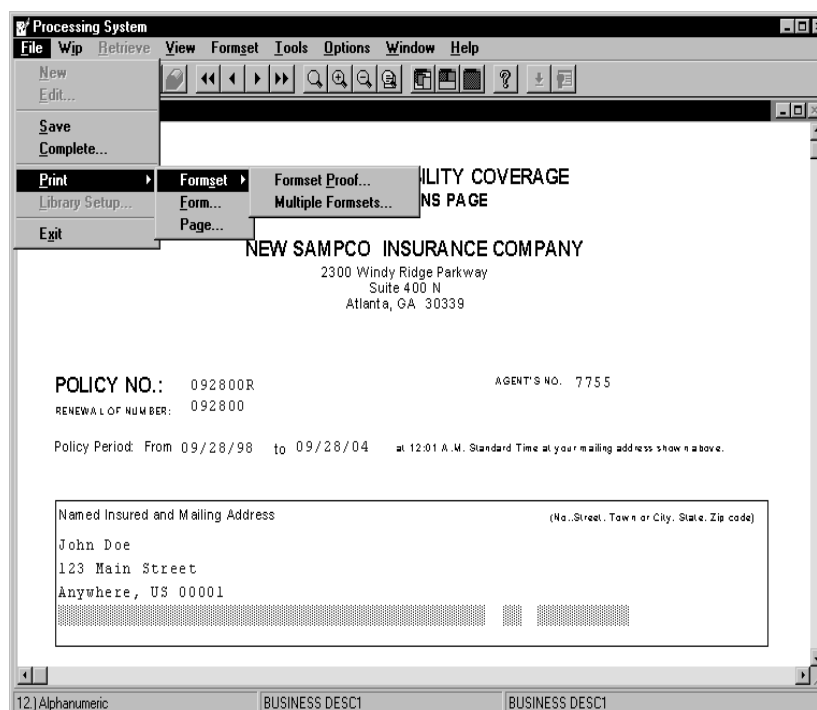 Processing System
File Wip Retrieve View Formset Tools Options Window Help
New
Edit...
Save
Complete...
Print
Library Setup...
Exit
Formset
Form...
Page...
Formset Proof...
Multiple Formsets...
ILITY COVERAGE
NS PAGE
NEW SAMPCO INSURANCE COMPANY
2300 Windy Ridge Parkway
Suite 400 N
Atlanta, GA 30339
POLICY NO.: 092800R AGENT'S NO. 7755
RENEWAL OF NUMBER: 092800
Policy Period: From 09/28/98 to 09/28/04 at 12:01 A.M. Standard Time at your mailing address shown above.
Named Insured and Mailing Address (No..Street. Town or City. State. Zip code)
John Doe
123 Main Street
Anywhere, US 00001
12.) Alphanumeric BUSINESS DESC1 BUSINESS DESC1